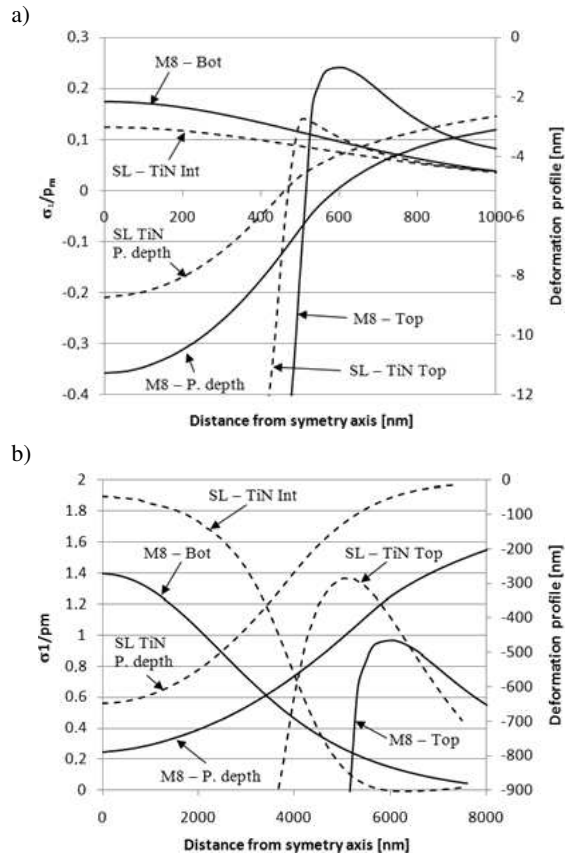 a)
0,3
0,2
0,1
0
-0,1
-0,2
-0,3
-0,4
σ₁/pₘ
0
200
400
600
800
1000
Distance from symetry axis [nm]
0
-2
-4
-6
-8
-10
-12
Deformation profile [nm]
M8 – Bot
SL – TiN Int
SL TiN
P. depth
M8 – P. depth
M8 – Top
SL – TiN Top
b)
2
1.8
1.6
1.4
1.2
1
0.8
0.6
0.4
0.2
0
σ1/pm
0
2000
4000
6000
8000
Distance from symetry axis [nm]
0
-100
-200
-300
-400
-500
-600
-700
-800
-900
Deformation profile [nm]
SL – TiN Int
M8 – Bot
SL – TiN Top
SL TiN
P. depth
M8 – P. depth
M8 – Top